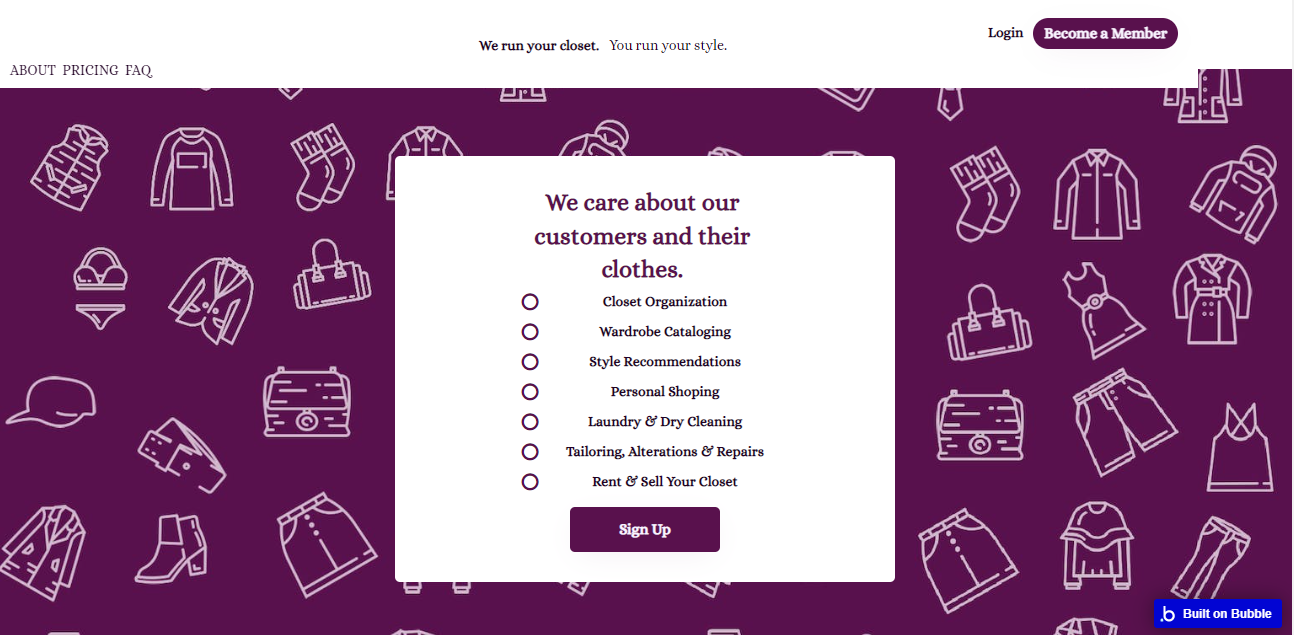 We run your closet. You run your style.
Login
Become a Member
ABOUT PRICING FAQ
We care about our
customers and their
clothes.
Closet Organization
Wardrobe Cataloging
Style Recommendations
Personal Shoping
Laundry & Dry Cleaning
Tailoring, Alterations & Repairs
Rent & Sell Your Closet
Sign Up
.b Built on Bubble